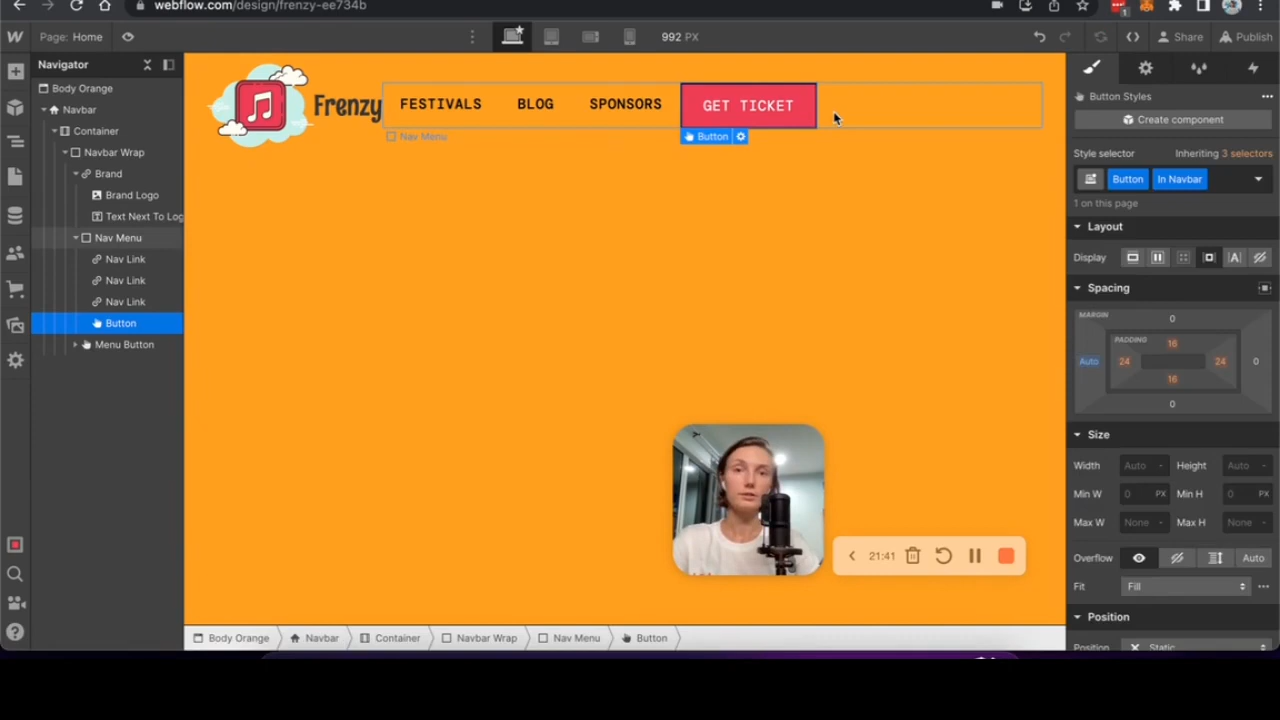 webflow.com/design/frenzy-ee734b
1
Page: Home
992 PX
Share
Publish
Navigator
Body Orange
Navbar
Container
Navbar Wrap
Brand
Brand Logo
Text Next To Log
Nav Menu
Nav Link
Nav Link
Nav Link
Button
Menu Button
Frenzy
FESTIVALS
BLOG
SPONSORS
GET TICKET
Nav Menu
Button
21:41
Body Orange
Navbar
Container
Navbar Wrap
Nav Menu
Button
Button Styles
Create component
Style selector
Inheriting 3 selectors
Button
In Navbar
1 on this page
Layout
Display
Spacing
MARGIN
0
PADDING
16
Auto
24
24
0
16
0
Size
Width
Auto
-
Height
Auto
-
Min W
0
PX
Min H
0
PX
Max W
None
-
Max H
None
-
Overflow
Auto
Fit
Fill
Position
Position
Static